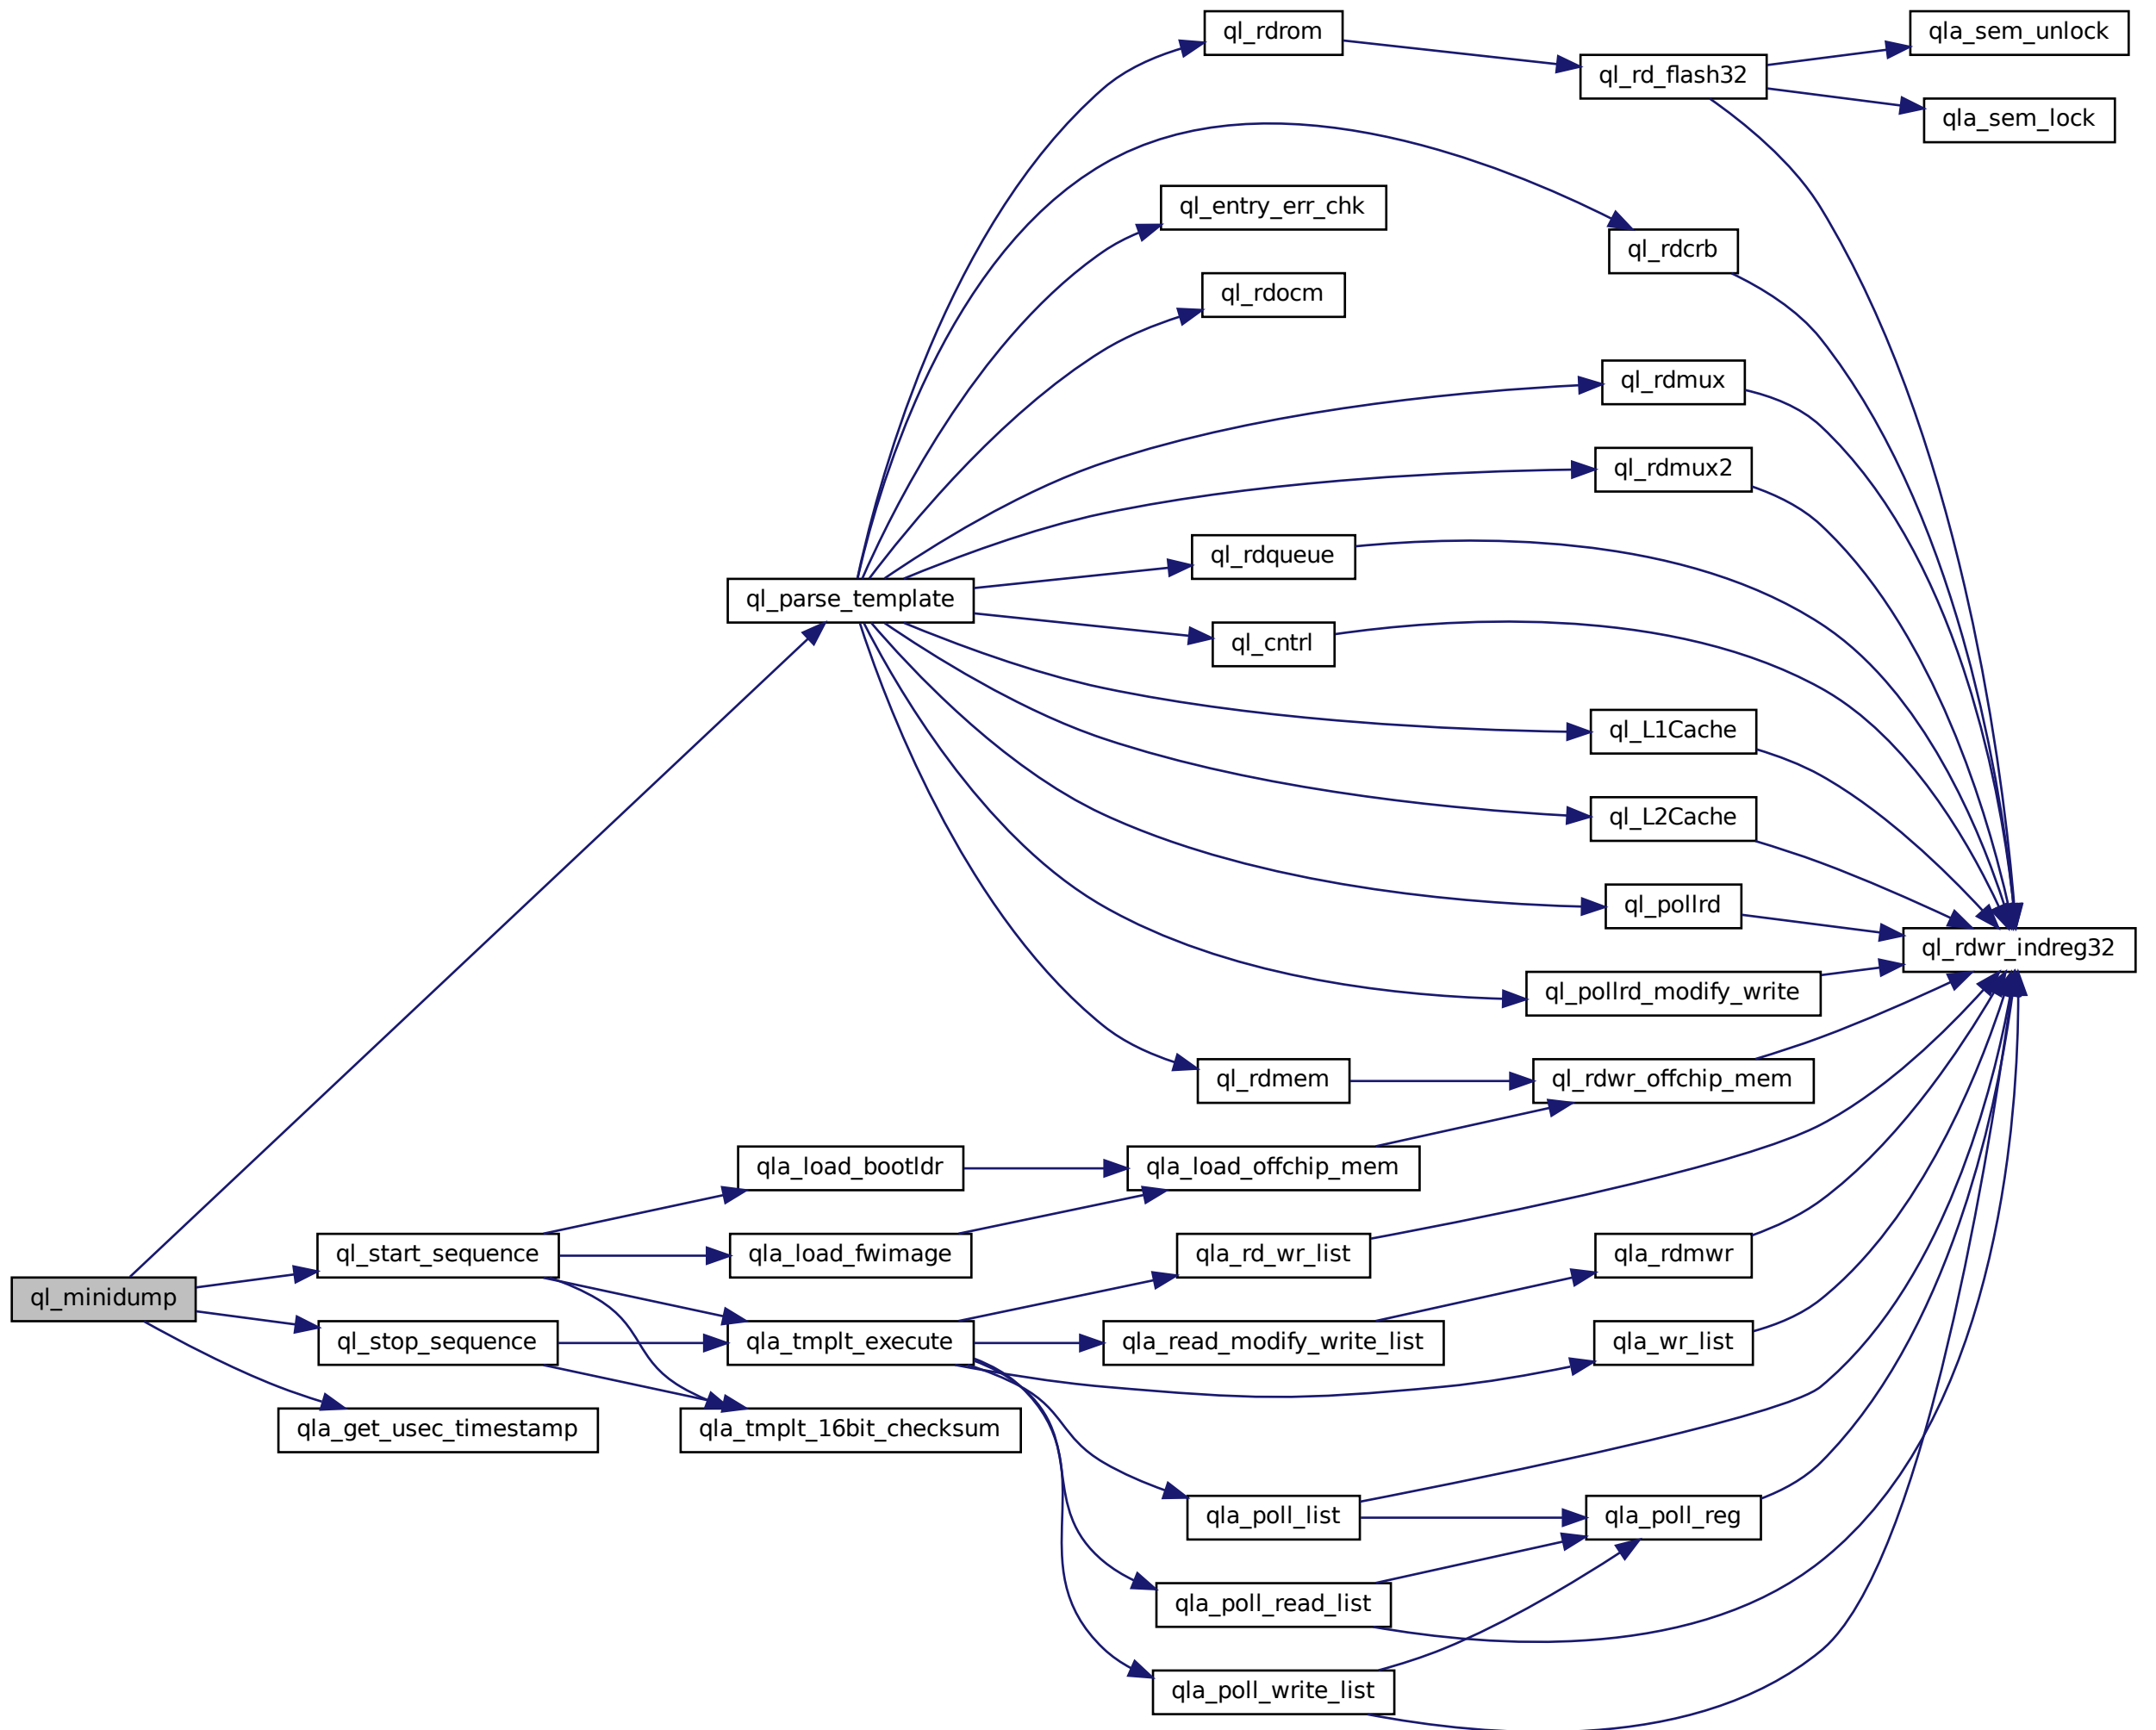 ql_rdrom
qla_sem_unlock
ql_rd_flash32
qla_sem_lock
ql_entry_err_chk
ql_rdcrb
ql_rdocm
ql_rdmux
ql_rdmux2
ql_rdqueue
ql_parse_template
ql_cntrl
ql_L1Cache
ql_L2Cache
ql_pollrd
ql_rdwr_indreg32
ql_pollrd_modify_write
ql_rdmem
ql_rdwr_offchip_mem
qla_load_bootldr
qla_load_offchip_mem
ql_start_sequence
qla_load_fwimage
qla_rd_wr_list
qla_rdmwr
ql_minidump
ql_stop_sequence
qla_tmplt_execute
qla_read_modify_write_list
qla_wr_list
qla_get_usec_timestamp
qla_tmplt_16bit_checksum
qla_poll_list
qla_poll_reg
qla_poll_read_list
qla_poll_write_list